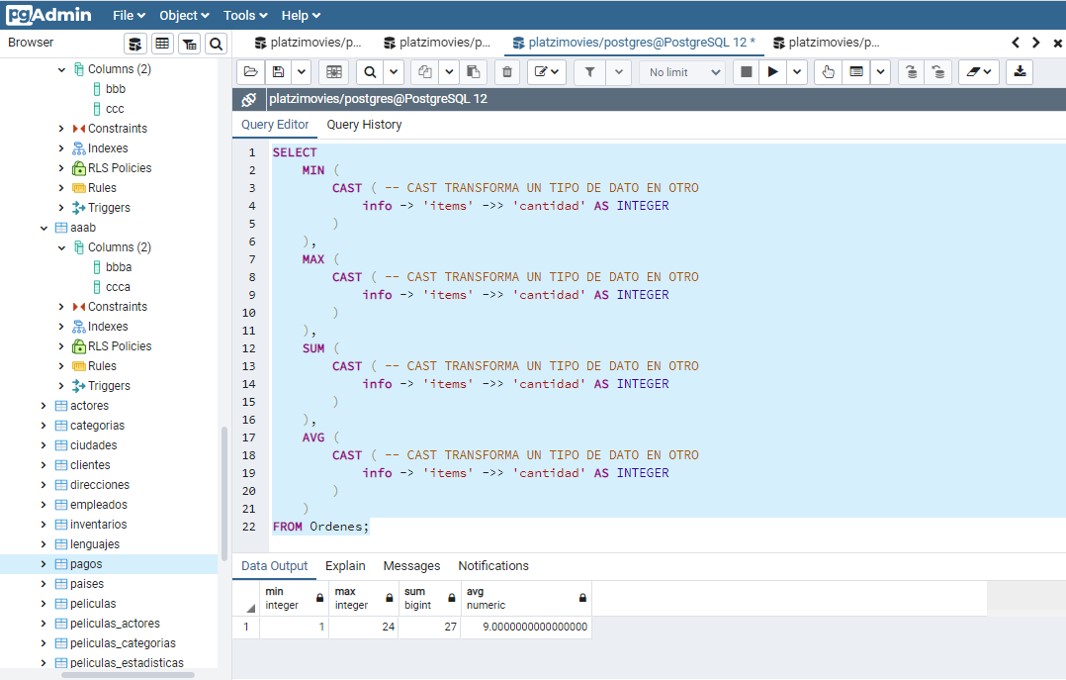 pgAdmin File Object Tools Help
Browser
platzimovies/p... platzimovies/p... platzimovies/postgres@PostgreSQL 12 * platzimovies/p...
No limit
platzimovies/postgres@PostgreSQL 12
Query Editor Query History
Columns (2)
bbb
ccc
Constraints
Indexes
RLS Policies
Rules
Triggers
aaab
Columns (2)
bbba
ccca
Constraints
Indexes
RLS Policies
Rules
Triggers
actores
categorias
ciudades
clientes
direcciones
empleados
inventarios
lenguajes
pagos
paises
peliculas
peliculas_actores
peliculas_categorias
peliculas_estadisticas
1 SELECT
2 MIN (
3 CAST ( -- CAST TRANSFORMA UN TIPO DE DATO EN OTRO
4 info -> 'items' ->> 'cantidad' AS INTEGER
5 )
6 ),
7 MAX (
8 CAST ( -- CAST TRANSFORMA UN TIPO DE DATO EN OTRO
9 info -> 'items' ->> 'cantidad' AS INTEGER
10 )
11 ),
12 SUM (
13 CAST ( -- CAST TRANSFORMA UN TIPO DE DATO EN OTRO
14 info -> 'items' ->> 'cantidad' AS INTEGER
15 )
16 ),
17 AVG (
18 CAST ( -- CAST TRANSFORMA UN TIPO DE DATO EN OTRO
19 info -> 'items' ->> 'cantidad' AS INTEGER
20 )
21 )
22 FROM Ordenes;
Data Output Explain Messages Notifications
min max sum avg
integer integer bigint numeric
1 1 24 27 9.0000000000000000